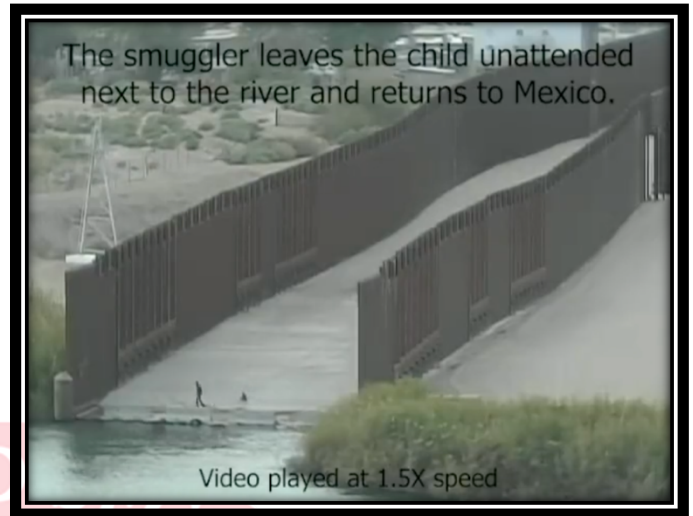 The smuggler leaves the child unattended
next to the river and returns to Mexico.
Video played at 1.5X speed